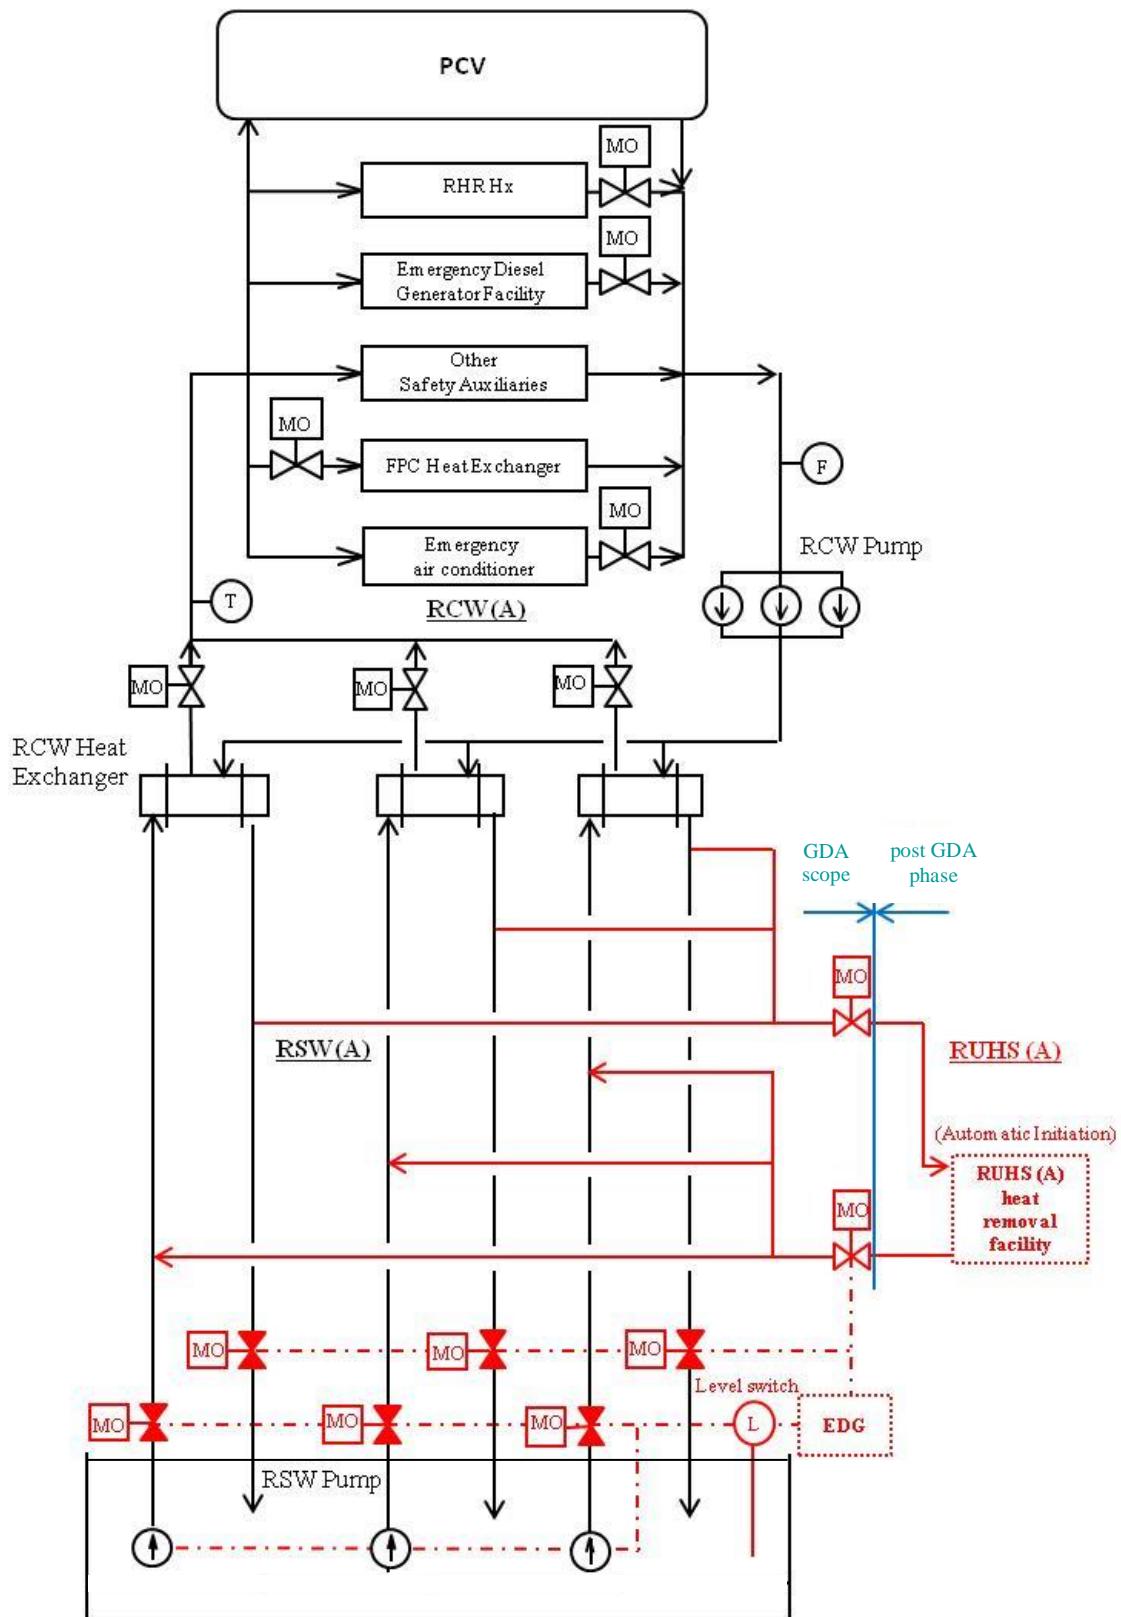 PCV
MO
RHR Hx
MO
Emergency Diesel
Generator Facility
Other
Safety Auxiliaries
MO
FPC Heat Exchanger
F
MO
Emergency
air conditioner
RCW Pump
T
RCW(A)
MO
MO
MO
RCW Heat
Exchanger
GDA
scope
post GDA
phase
MO
RSW(A)
RUHS (A)
(Automatic Initiation)
RUHS (A)
heat
removal
facility
MO
MO
MO
MO
Level switch
MO
MO
MO
L
EDG
RSW Pump